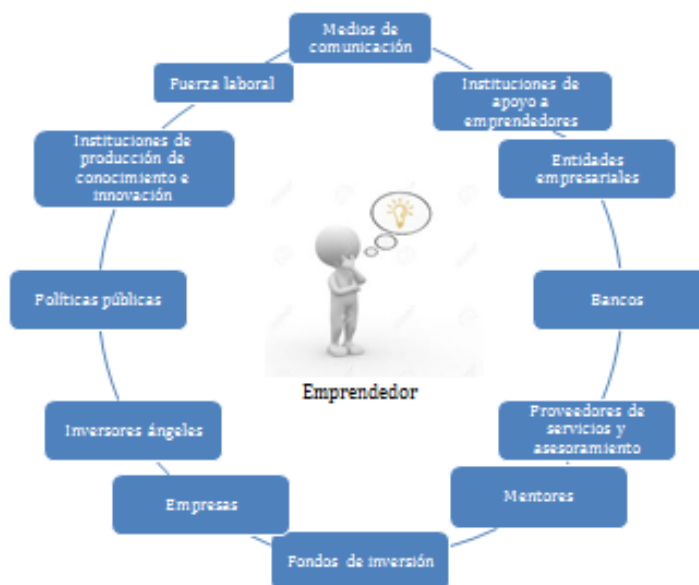 Medios de
comunicación
Instituciones de
apoyo a
emprendedores
Entidades
empresariales
Bancos
Proveedores de
servicios y
asesoramiento
Mentores
Fondos de inversión
Empresas
Inversores ángeles
Políticas públicas
Instituciones de
producción de
conocimiento e
innovación
Fuerza laboral
Emprendedor